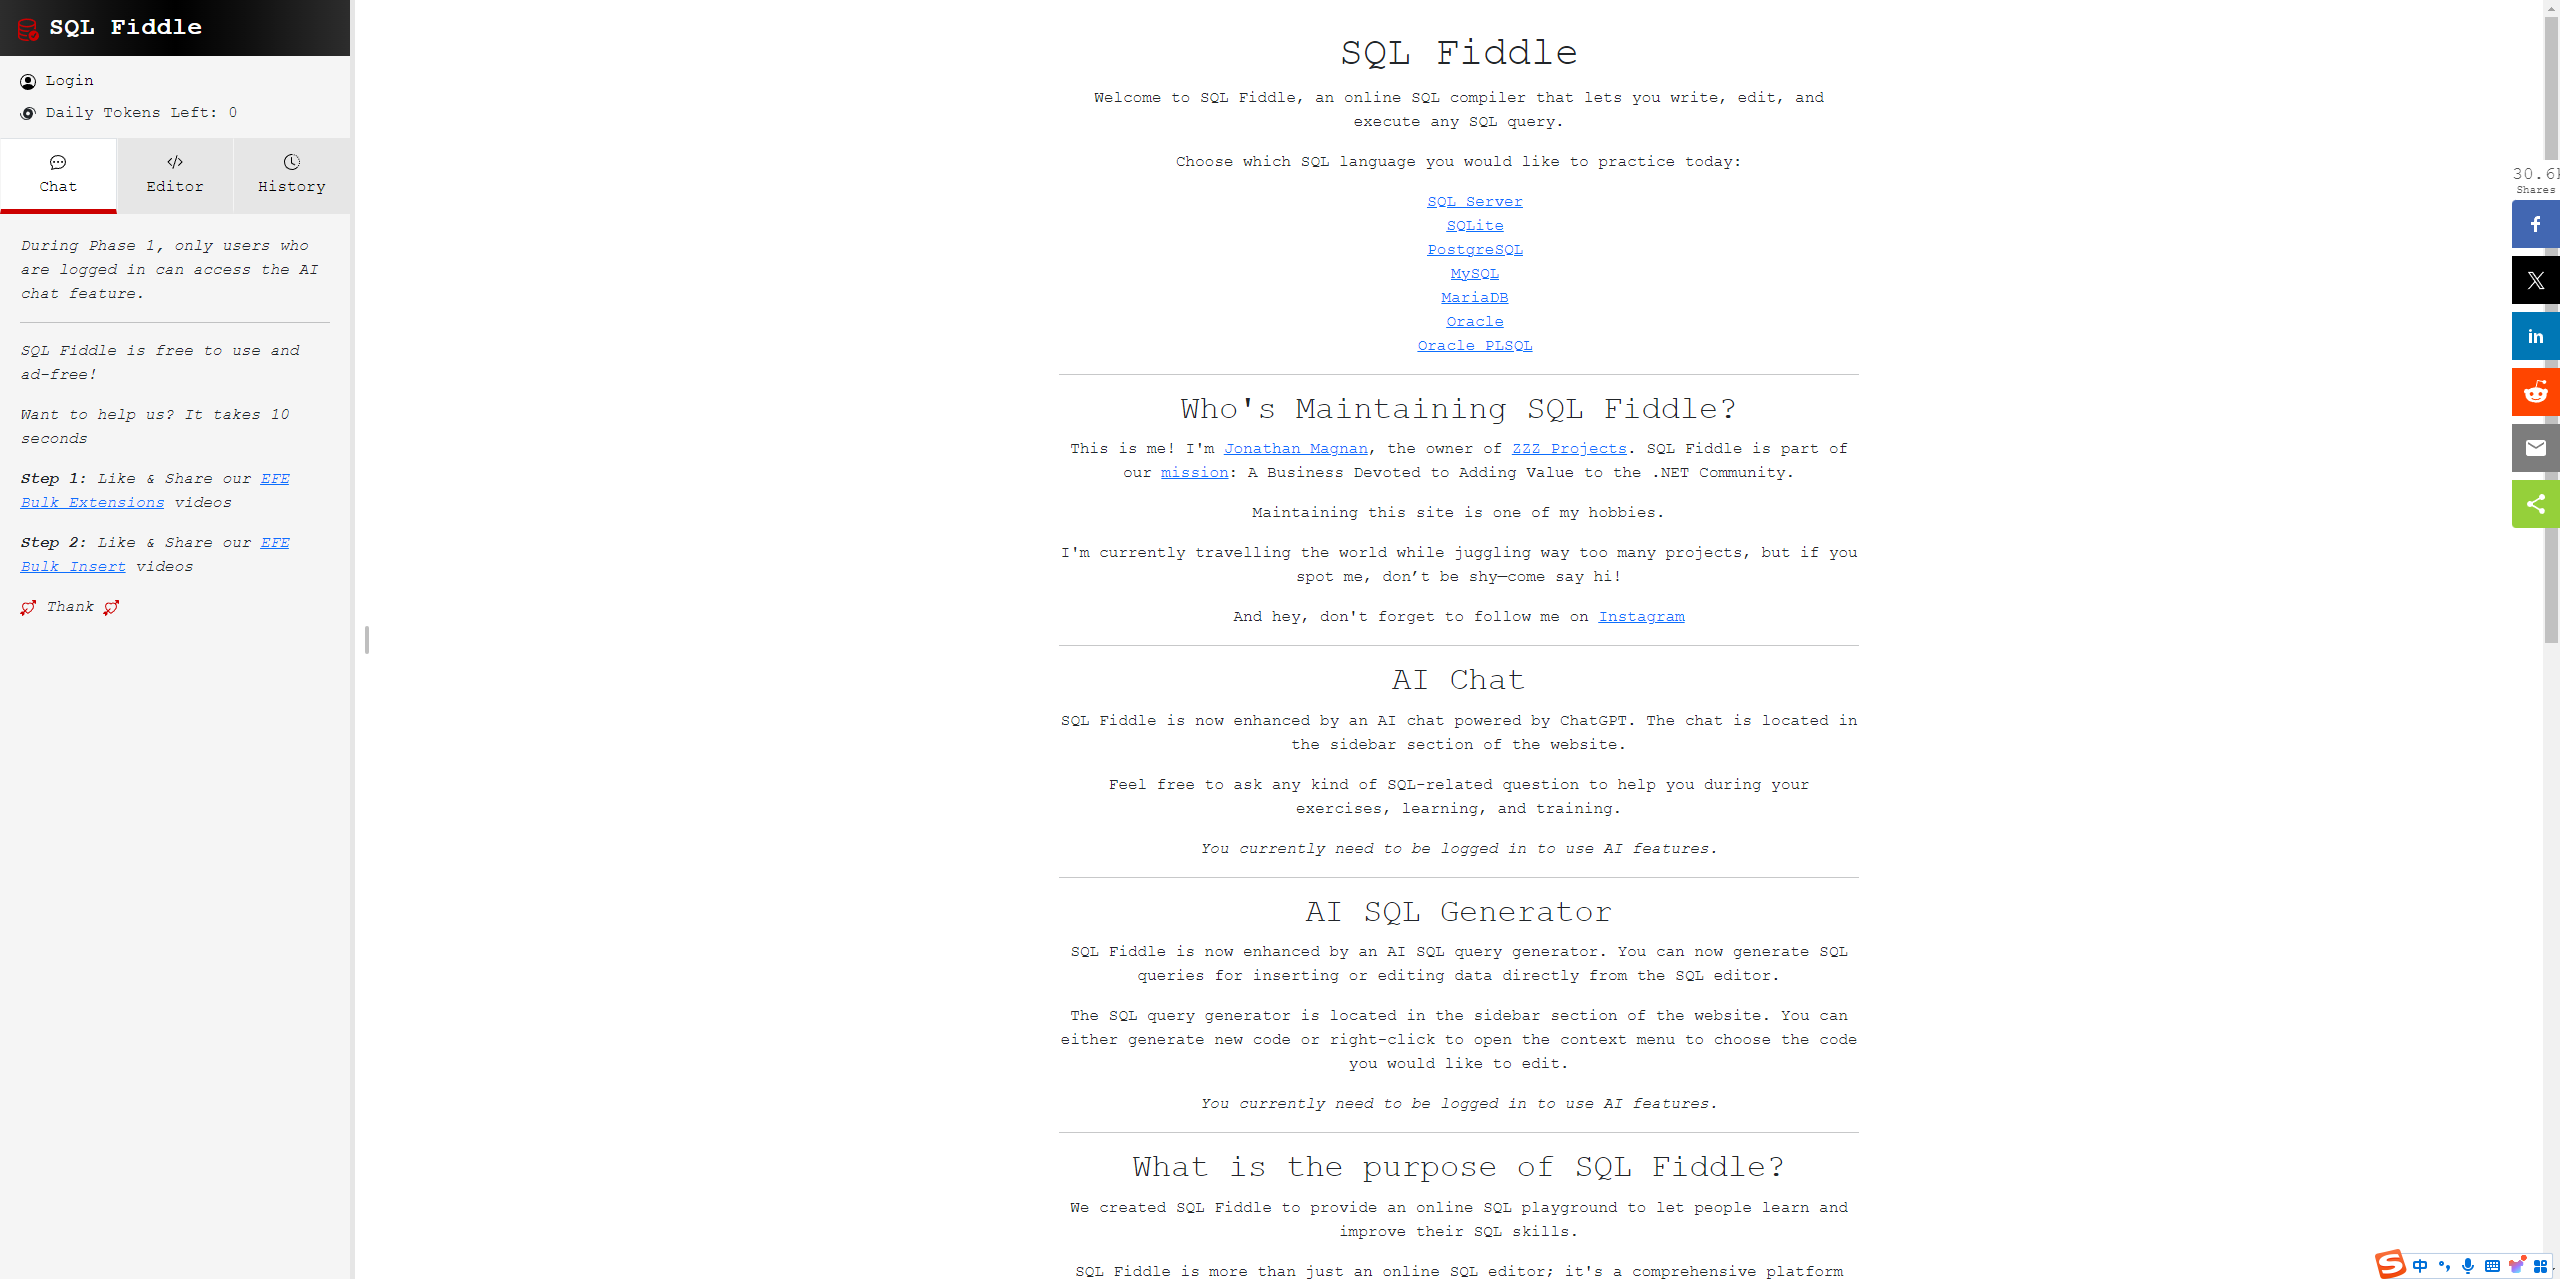 SQL Fiddle
Login
Daily Tokens Left: 0
Chat
Editor
History
During Phase 1, only users who
are logged in can access the AI
chat feature.
SQL Fiddle is free to use and
ad-free!
Want to help us? It takes 10
seconds
Step 1: Like & Share our EFE
Bulk Extensions videos
Step 2: Like & Share our EFE
Bulk Insert videos
Thank
SQL Fiddle
Welcome to SQL Fiddle, an online SQL compiler that lets you write, edit, and
execute any SQL query.
Choose which SQL language you would like to practice today:
SQL Server
SQLite
PostgreSQL
MySQL
MariaDB
Oracle
Oracle PLSQL
Who's Maintaining SQL Fiddle?
This is me! I'm Jonathan Magnan, the owner of ZZZ Projects. SQL Fiddle is part of
our mission: A Business Devoted to Adding Value to the .NET Community.
Maintaining this site is one of my hobbies.
I'm currently travelling the world while juggling way too many projects, but if you
spot me, don’t be shy—come say hi!
And hey, don't forget to follow me on Instagram
AI Chat
SQL Fiddle is now enhanced by an AI chat powered by ChatGPT. The chat is located in
the sidebar section of the website.
Feel free to ask any kind of SQL-related question to help you during your
exercises, learning, and training.
You currently need to be logged in to use AI features.
AI SQL Generator
SQL Fiddle is now enhanced by an AI SQL query generator. You can now generate SQL
queries for inserting or editing data directly from the SQL editor.
The SQL query generator is located in the sidebar section of the website. You can
either generate new code or right-click to open the context menu to choose the code
you would like to edit.
You currently need to be logged in to use AI features.
What is the purpose of SQL Fiddle?
We created SQL Fiddle to provide an online SQL playground to let people learn and
improve their SQL skills.
SQL Fiddle is more than just an online SQL editor; it's a comprehensive platform
30.6k
Shares
中